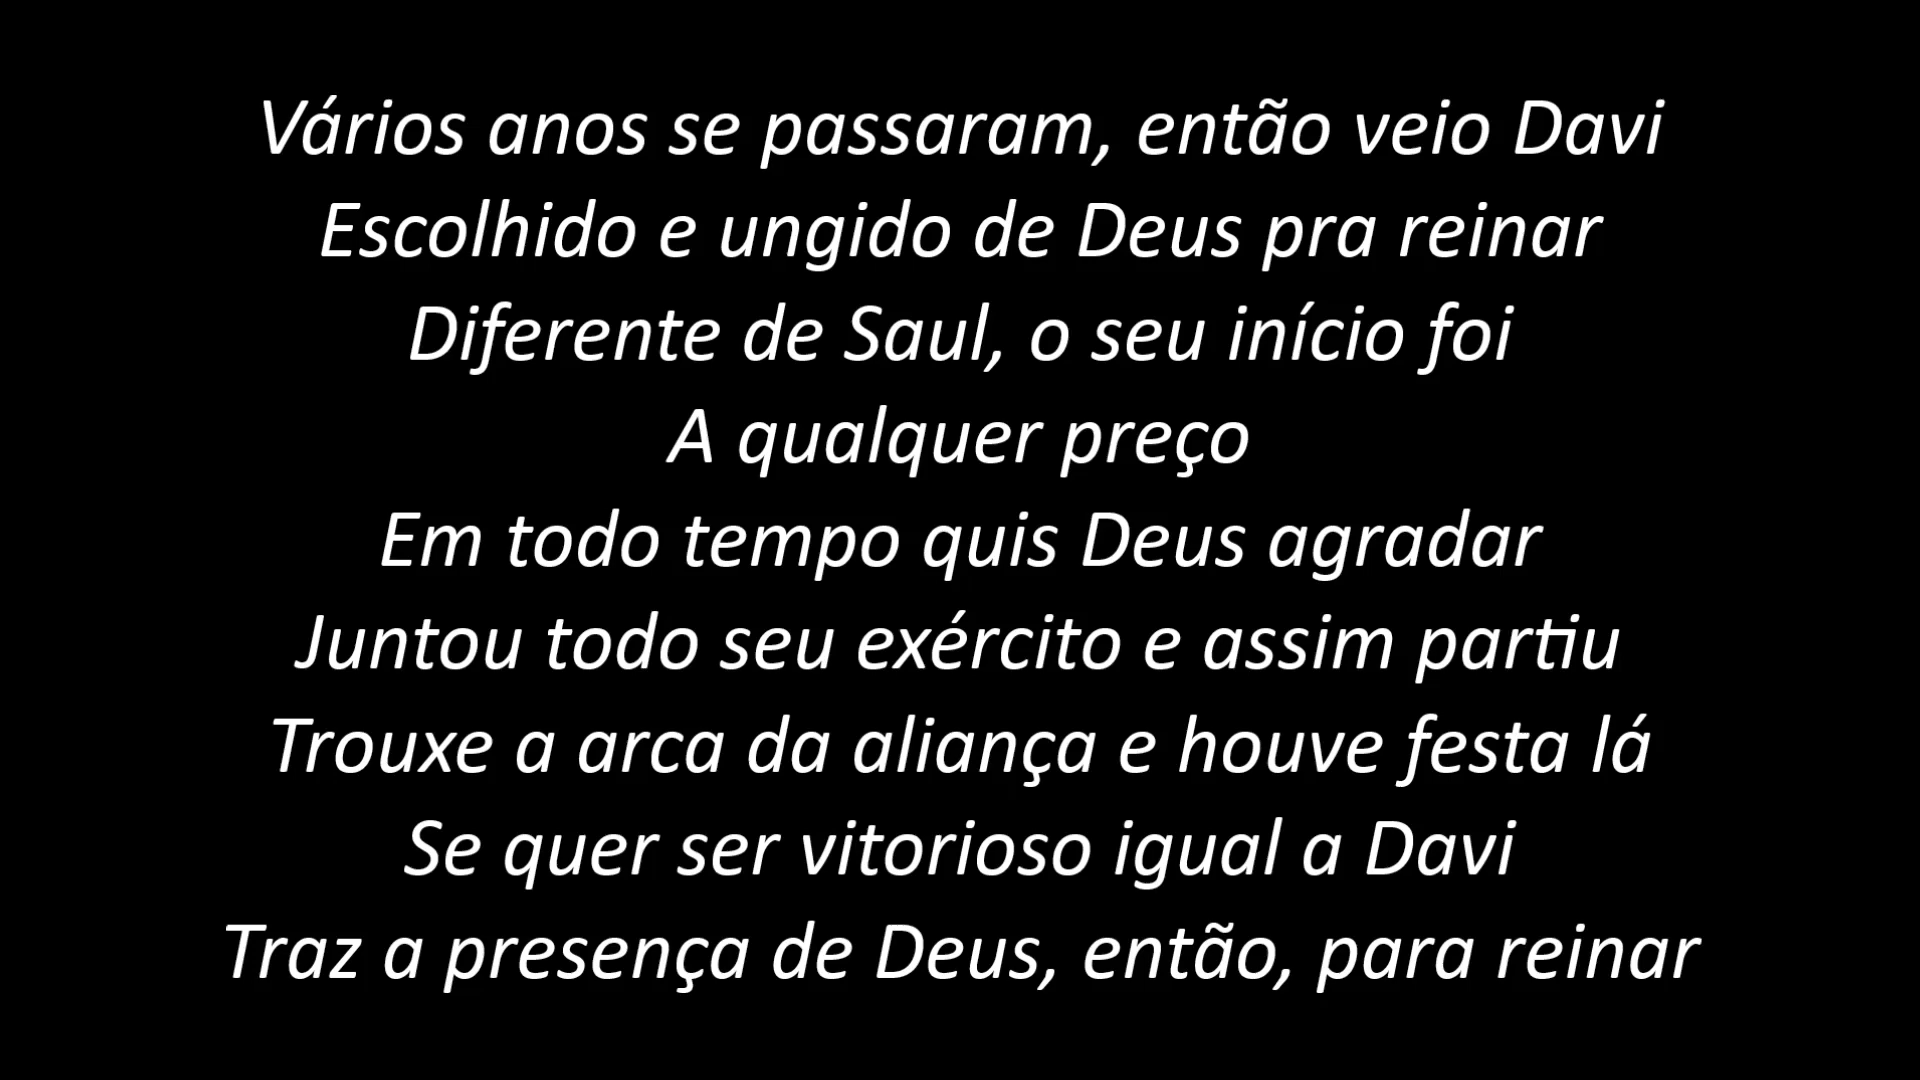 Vários anos se passaram, então veio Davi
Escolhido e ungido de Deus pra reinar
Diferente de Saul, o seu início foi
A qualquer preço
Em todo tempo quis Deus agradar
Juntou todo seu exército e assim partiu
Trouxe a arca da aliança e houve festa lá
Se quer ser vitorioso igual a Davi
Traz a presença de Deus, então, para reinar